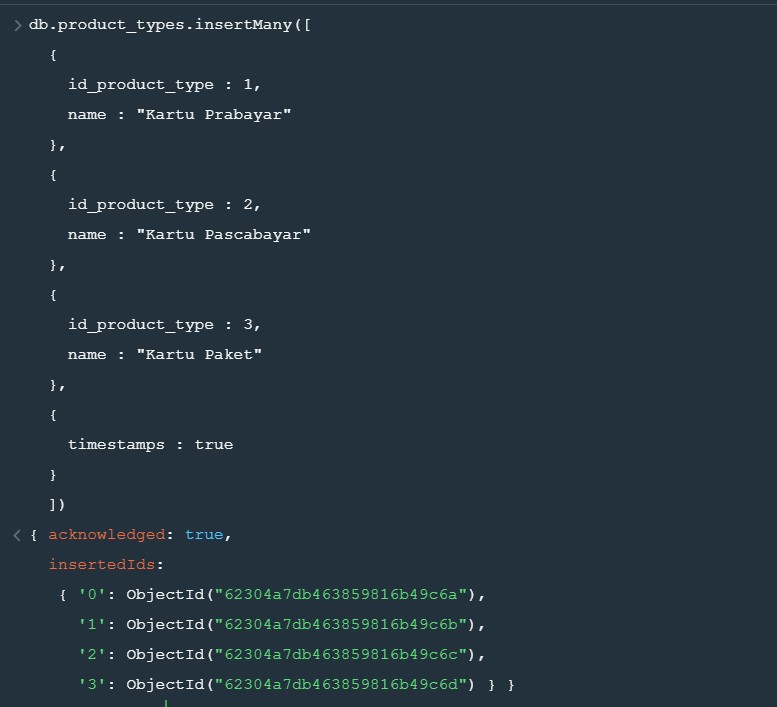 > db.product_types.insertMany([
{
id_product_type : 1,
name : "Kartu Prabayar"
},
{
id_product_type : 2,
name : "Kartu Pascabayar"
},
{
id_product_type : 3,
name : "Kartu Paket"
},
{
timestamps : true
}
])
< { acknowledged: true,
insertedIds:
{ '0': ObjectId("62304a7db463859816b49c6a"),
'1': ObjectId("62304a7db463859816b49c6b"),
'2': ObjectId("62304a7db463859816b49c6c"),
'3': ObjectId("62304a7db463859816b49c6d") } }